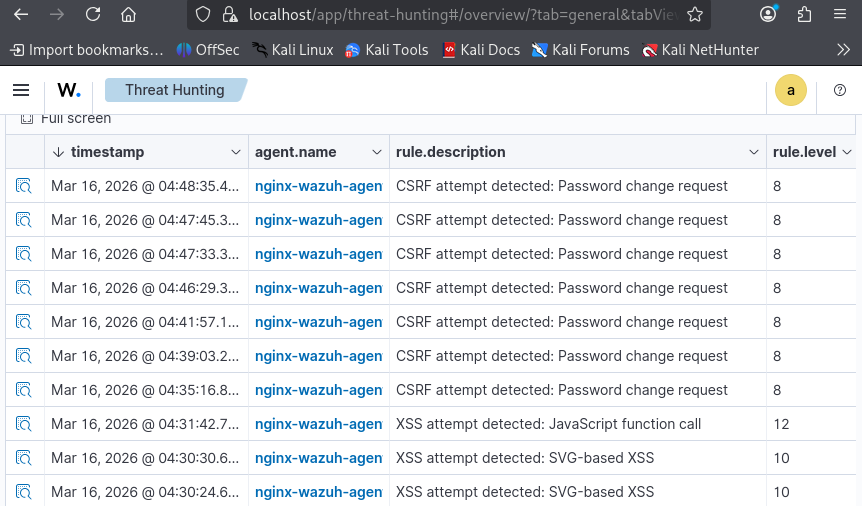 localhost/app/threat-hunting#/overview/?tab=general&tabView
Import bookmarks... OffSec Kali Linux Kali Tools Kali Docs Kali Forums Kali NetHunter
W. Threat Hunting a
Full screen
timestamp agent.name rule.description rule.level
Mar 16, 2026 @ 04:48:35.4... nginx-wazuh-agen CSRF attempt detected: Password change request 8
Mar 16, 2026 @ 04:47:45.3... nginx-wazuh-agen CSRF attempt detected: Password change request 8
Mar 16, 2026 @ 04:47:33.3... nginx-wazuh-agen CSRF attempt detected: Password change request 8
Mar 16, 2026 @ 04:46:29.3... nginx-wazuh-agen CSRF attempt detected: Password change request 8
Mar 16, 2026 @ 04:41:57.1... nginx-wazuh-agen CSRF attempt detected: Password change request 8
Mar 16, 2026 @ 04:39:03.2... nginx-wazuh-agen CSRF attempt detected: Password change request 8
Mar 16, 2026 @ 04:35:16.8... nginx-wazuh-agen CSRF attempt detected: Password change request 8
Mar 16, 2026 @ 04:31:42.7... nginx-wazuh-agen XSS attempt detected: JavaScript function call 12
Mar 16, 2026 @ 04:30:30.6... nginx-wazuh-agen XSS attempt detected: SVG-based XSS 10
Mar 16, 2026 @ 04:30:24.6... nginx-wazuh-agen XSS attempt detected: SVG-based XSS 10